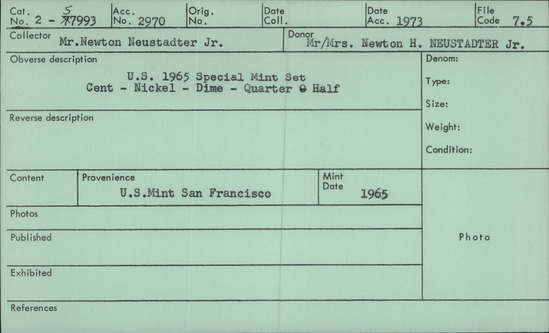 Cat. No. 2 - 57993 Acc. No. 2970 Orig. No. Date Coll. Date Acc. 1973 File Code 7.5
Collector Mr.Newton Neustadter Jr. Donor Mr/Mrs. Newton H. NEUSTADTER Jr.
Obverse description Denom:
U.S. 1965 Special Mint Set
Cent - Nickel - Dime - Quarter & Half
Type:
Size:
Reverse description
Weight:
Condition:
Content Provenience Mint Date
U.S.Mint San Francisco 1965
Photos
Published Photo
Exhibited
References